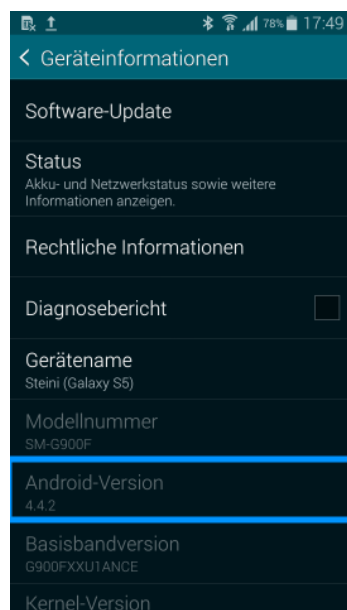 78% 17:49
Geräteinformationen
Software-Update
Status
Akku- und Netzwerkstatus sowie weitere
Informationen anzeigen.
Rechtliche Informationen
Diagnosebericht
Gerätename
Steini (Galaxy S5)
Modellnummer
SM-G900F
Android-Version
4.4.2
Basisbandversion
G900FXXU1ANCE
Kernel-Version